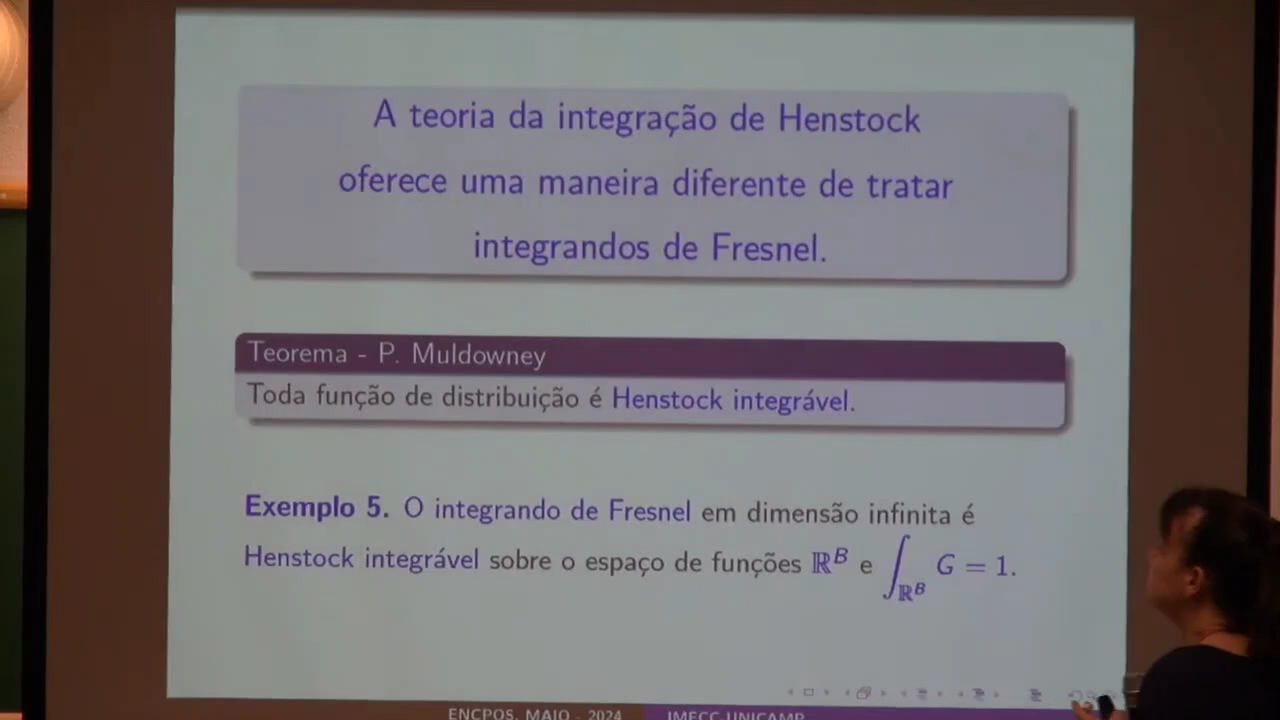 A teoria da integração de Henstock
oferece uma maneira diferente de tratar
integrandos de Fresnel.
Teorema - P. Muldowney
Toda função de distribuição é Henstock integrável.
Exemplo 5. O integrando de Fresnel em dimensão infinita é
Henstock integrável sobre o espaço de funções ℝ^B e ∫_{ℝ^B} G = 1.
ENCPOS, MAIO - 2024 IMECC-UNICAMP